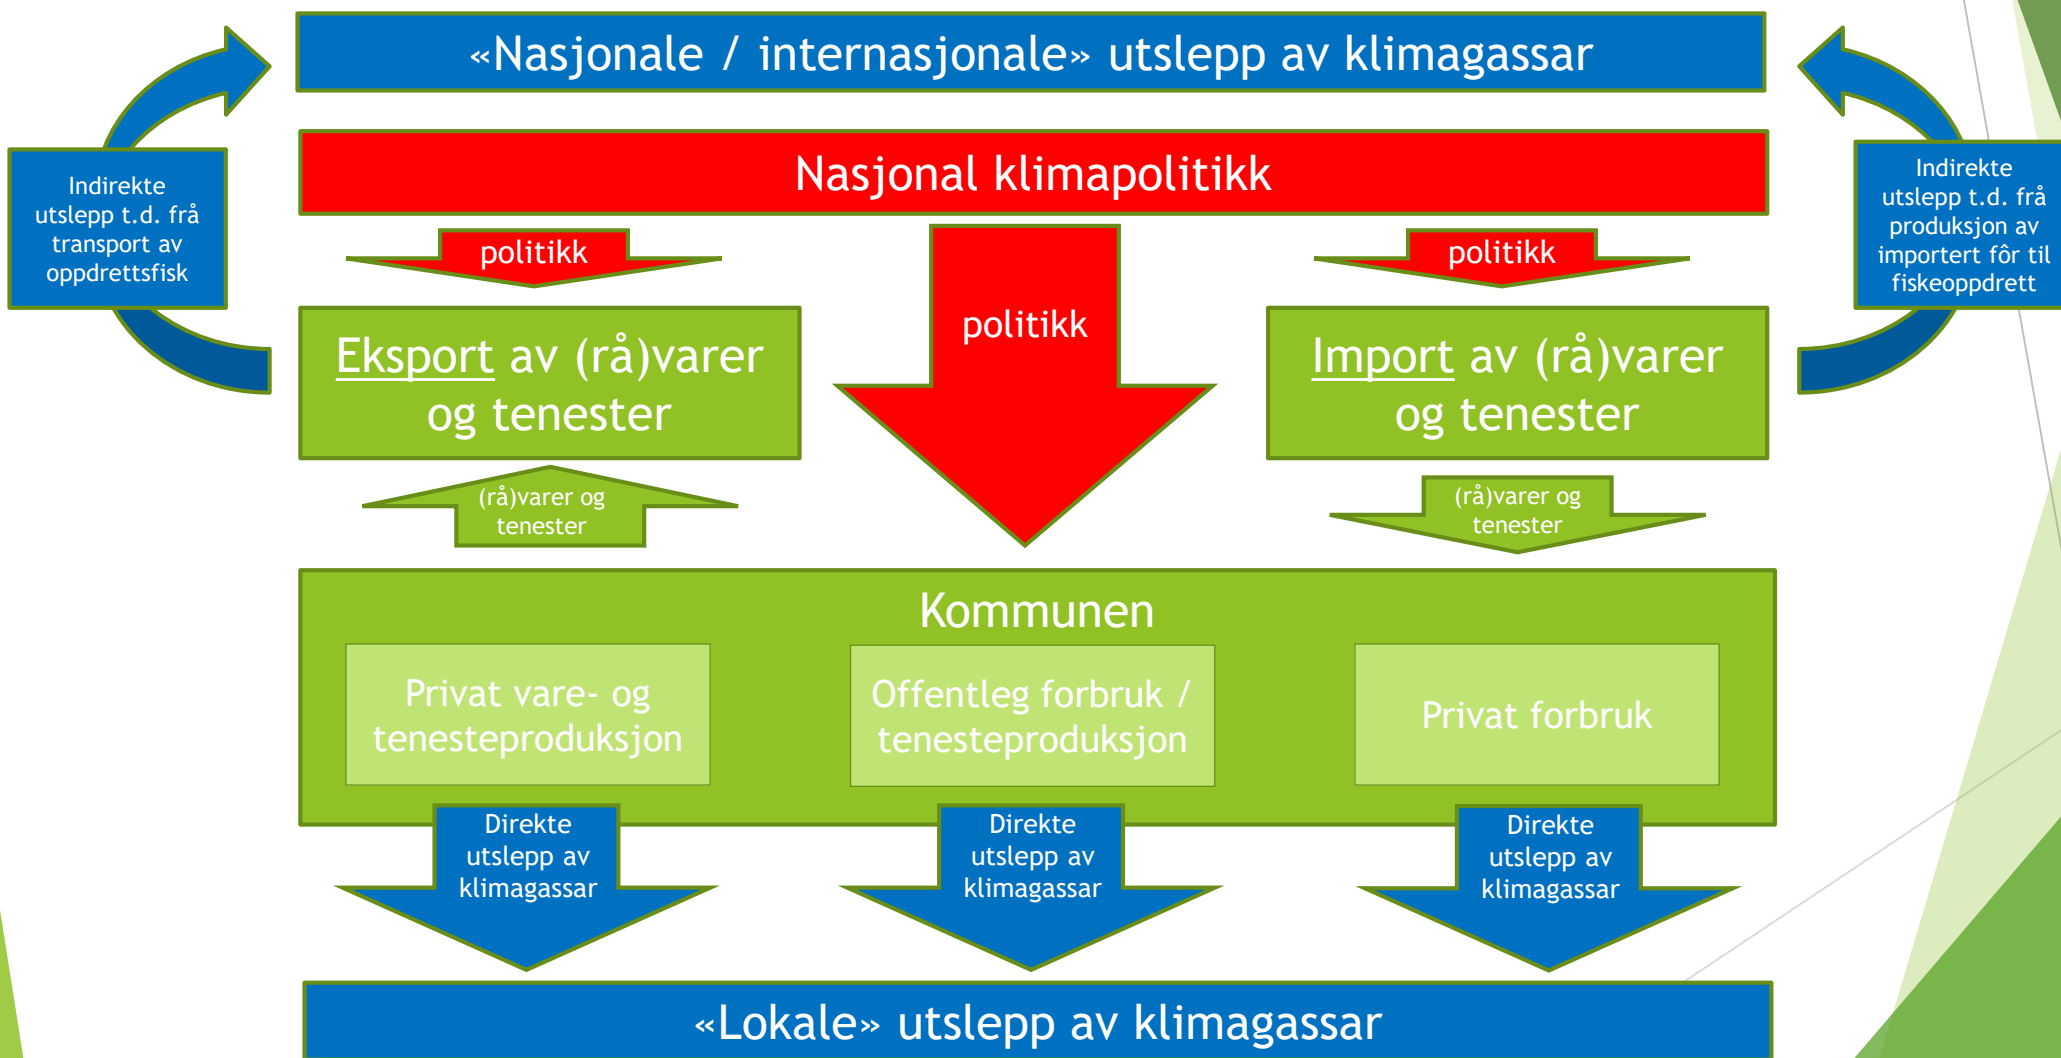 «Nasjonale / internasjonale» utslepp av klimagassar
Nasjonal klimapolitikk
Indirekte
utslepp t.d. frå
transport av
oppdrettsfisk
Indirekte
utslepp t.d. frå
produksjon av
importert fôr til
fiskeoppdrett
politikk
politikk
politikk
Eksport av (rå)varer
og tenester
Import av (rå)varer
og tenester
(rå)varer og
tenester
(rå)varer og
tenester
Kommunen
Privat vare- og
tenesteproduksjon
Offentleg forbruk /
tenesteproduksjon
Privat forbruk
Direkte
utslepp av
klimagassar
Direkte
utslepp av
klimagassar
Direkte
utslepp av
klimagassar
«Lokale» utslepp av klimagassar